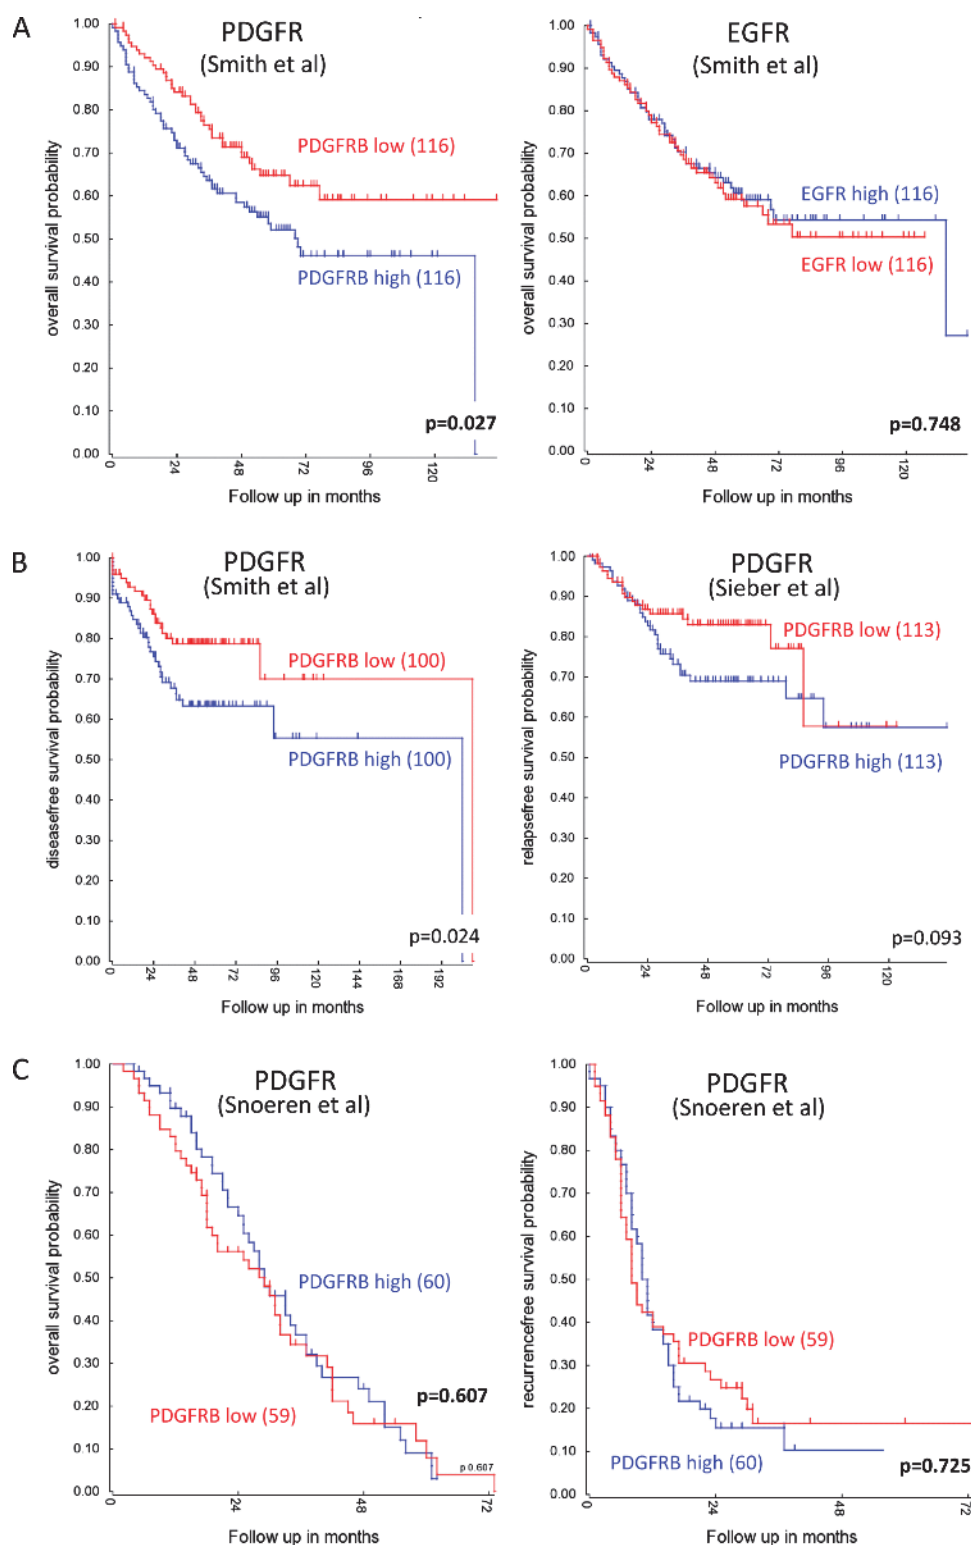 A
PDGFR
(Smith et al)
overall survival probability
1.00
0.90
0.80
0.70
0.60
0.50
0.40
0.30
0.20
0.10
0.00
PDGFRB low (116)
PDGFRB high (116)
p=0.027
0 24 48 72 96 120
Follow up in months
EGFR
(Smith et al)
overall survival probability
1.00
0.90
0.80
0.70
0.60
0.50
0.40
0.30
0.20
0.10
0.00
EGFR high (116)
EGFR low (116)
p=0.748
0 24 48 72 96 120
Follow up in months
B
PDGFR
(Smith et al)
diseasefree survival probability
1.00
0.90
0.80
0.70
0.60
0.50
0.40
0.30
0.20
0.10
0.00
PDGFRB low (100)
PDGFRB high (100)
p=0.024
0 24 48 72 96 120 144 168 192
Follow up in months
PDGFR
(Sieber et al)
relapsefree survival probability
1.00
0.90
0.80
0.70
0.60
0.50
0.40
0.30
0.20
0.10
0.00
PDGFRB low (113)
PDGFRB high (113)
p=0.093
0 24 48 72 96 120
Follow up in months
C
PDGFR
(Snoeren et al)
overall survival probability
1.00
0.90
0.80
0.70
0.60
0.50
0.40
0.30
0.20
0.10
0.00
PDGFRB high (60)
PDGFRB low (59)
p=0.607
p 0.607
0 24 48 72
Follow up in months
PDGFR
(Snoeren et al)
recurrencefree survival probability
1.00
0.90
0.80
0.70
0.60
0.50
0.40
0.30
0.20
0.10
0.00
PDGFRB low (59)
PDGFRB high (60)
p=0.725
0 24 48 72
Follow up in months